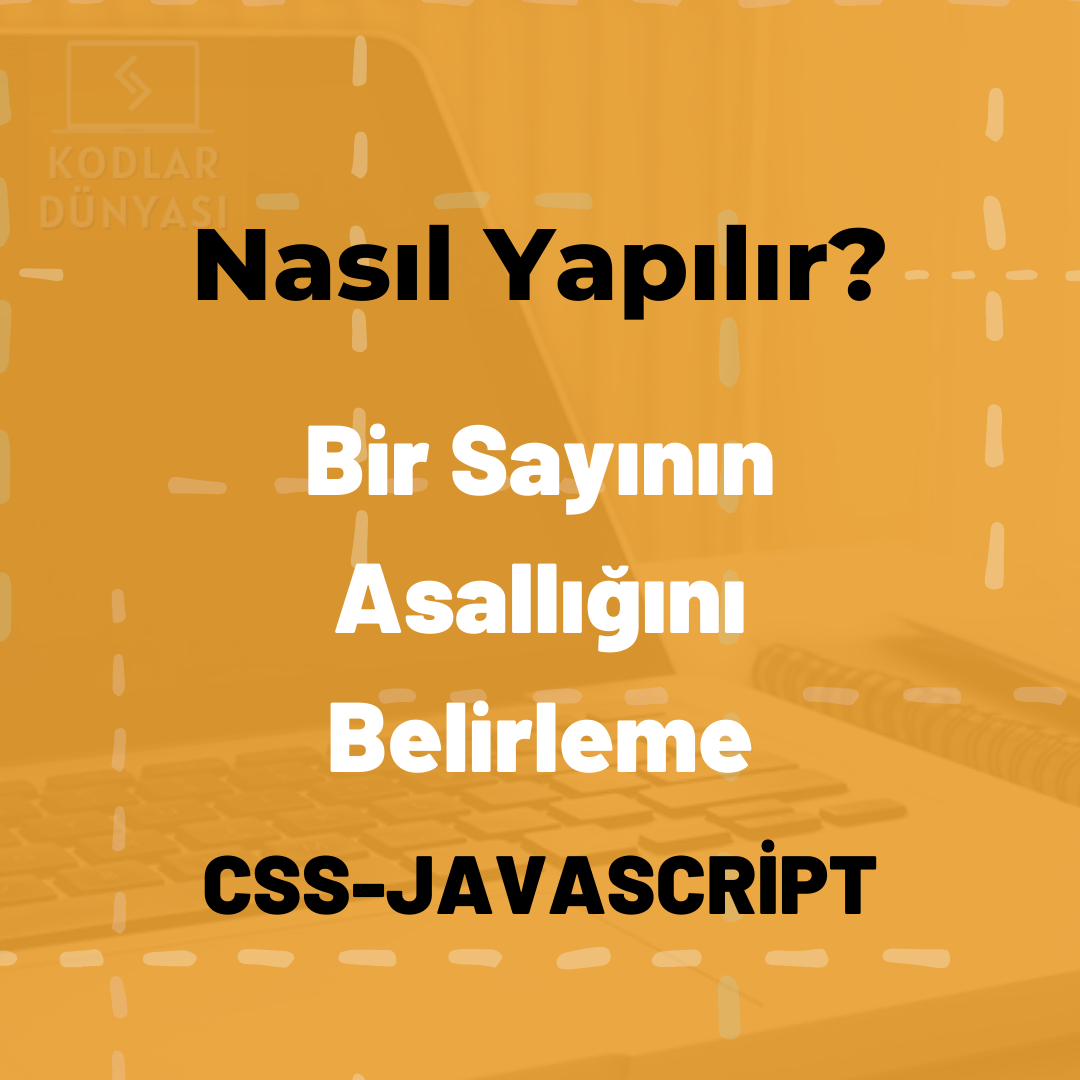 KODLAR
DÜNYASI
Nasıl Yapılır?
Bir Sayının
Asallığını
Belirleme
CSS-JAVASCRİPT